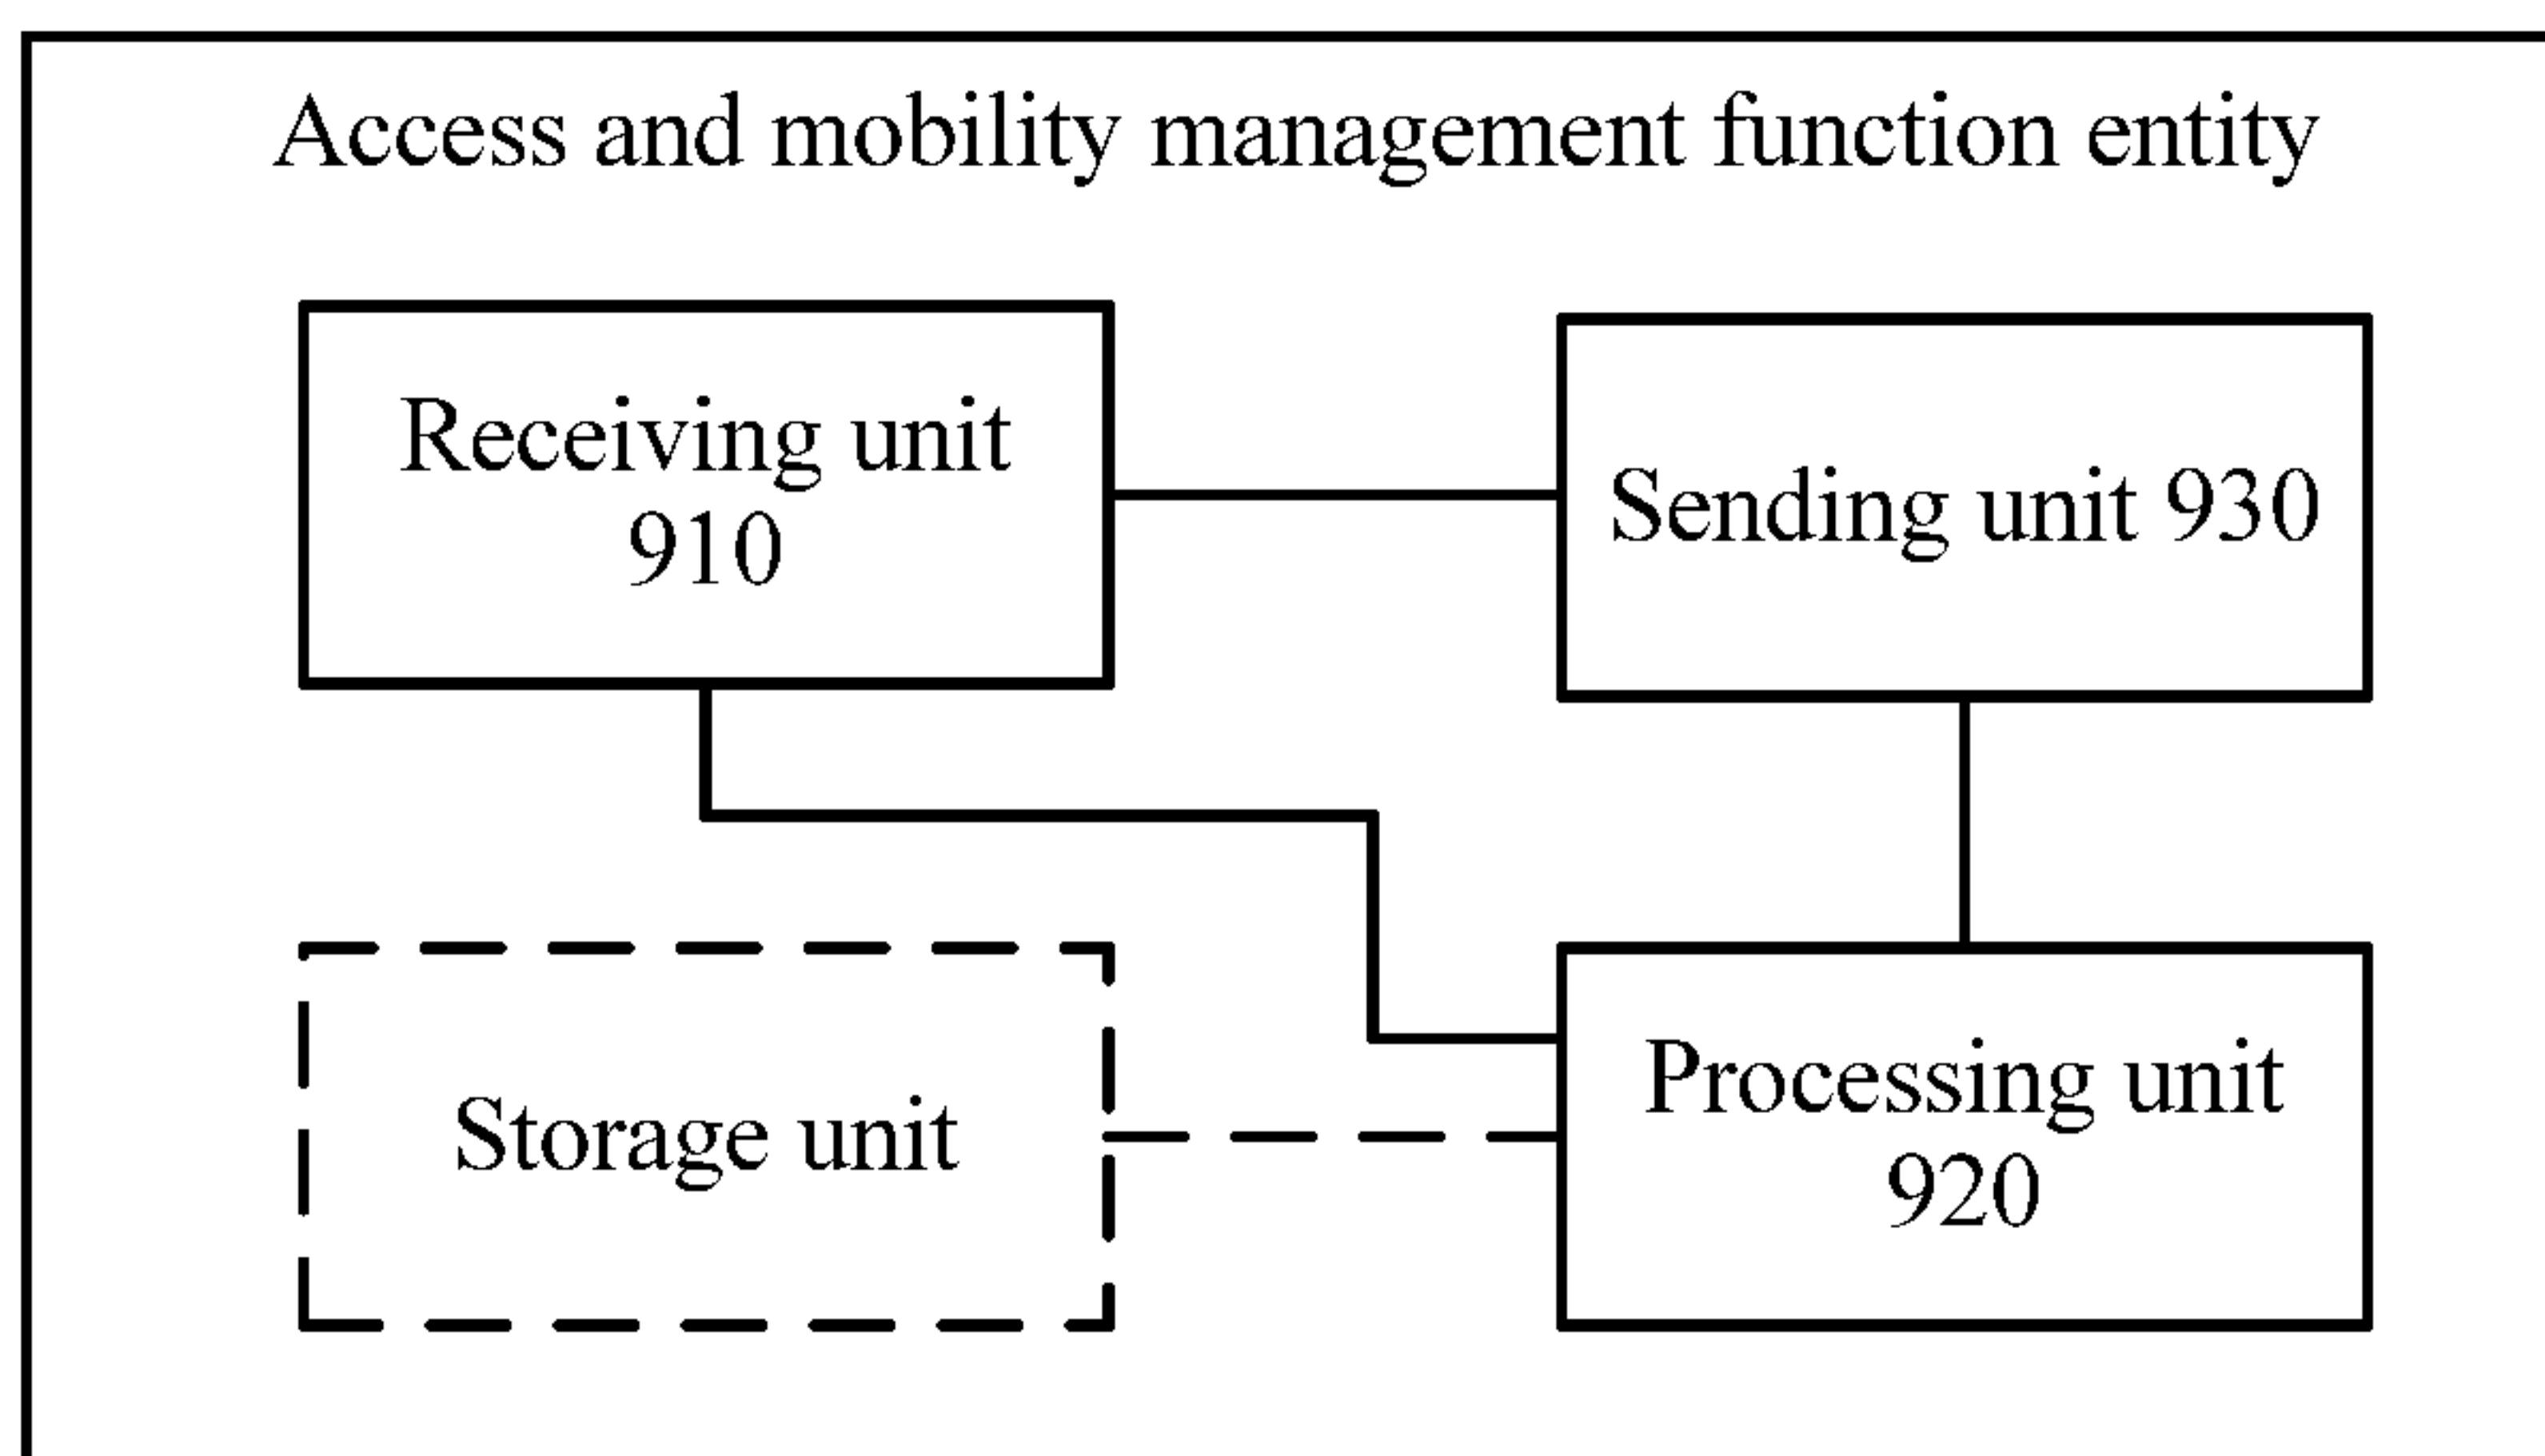 Access and mobility management function entity
Receiving unit
910
Sending unit 930
Storage unit
Processing unit
920